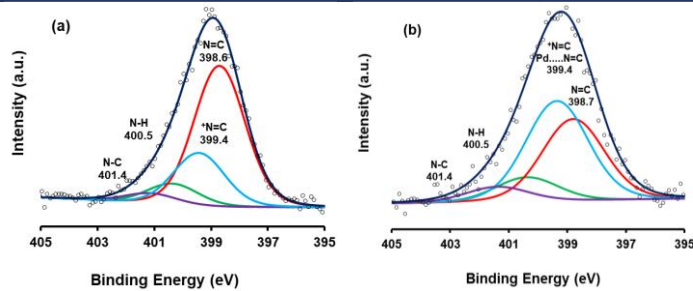 (a)
N=C
398.6
⁺N=C
399.4
N-H
400.5
N-C
401.4
Intensity (a.u.)
405 403 401 399 397 395
Binding Energy (eV)
(b)
⁺N=C
Pd.....N=C
399.4
N=C
398.7
N-H
400.5
N-C
401.4
Intensity (a.u.)
405 403 401 399 397 395
Binding Energy (eV)